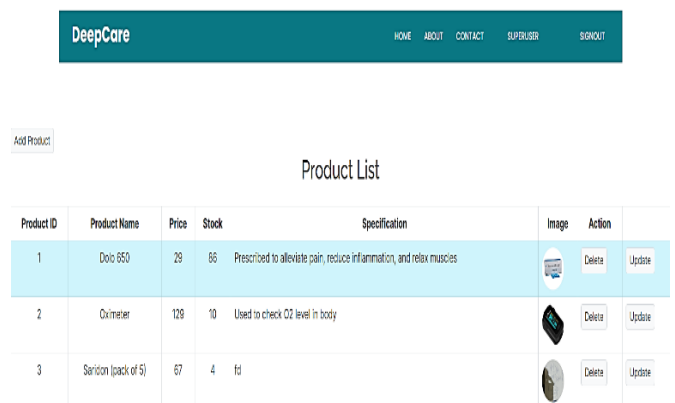 DeepCare HOME ABOUT CONTACT SUPERUSER SIGNOUT
Add Product
Product List
Product ID Product Name Price Stock Specification Image Action
1 Dolo 650 29 86 Prescribed to alleviate pain, reduce inflammation, and relax muscles Delete Update
2 Oximeter 129 10 Used to check O2 level in body Delete Update
3 Saridon (pack of 5) 67 4 fd Delete Update